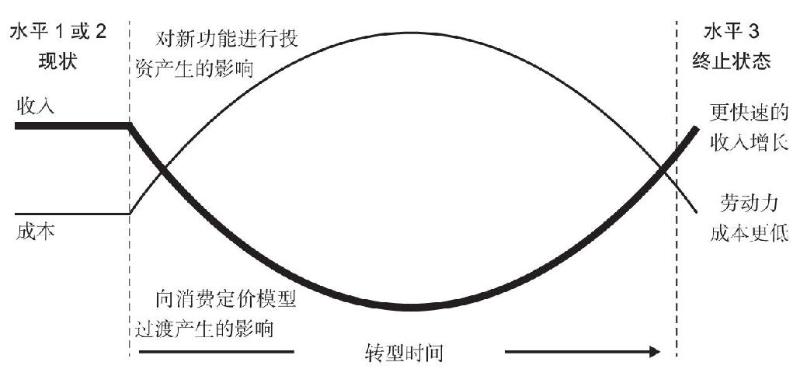 水平 1 或 2
现状
对新功能进行投
资产生的影响
水平 3
终止状态
收入
更快速的
收入增长
成本
劳动力
成本更低
向消费定价模型
过渡产生的影响
转型时间